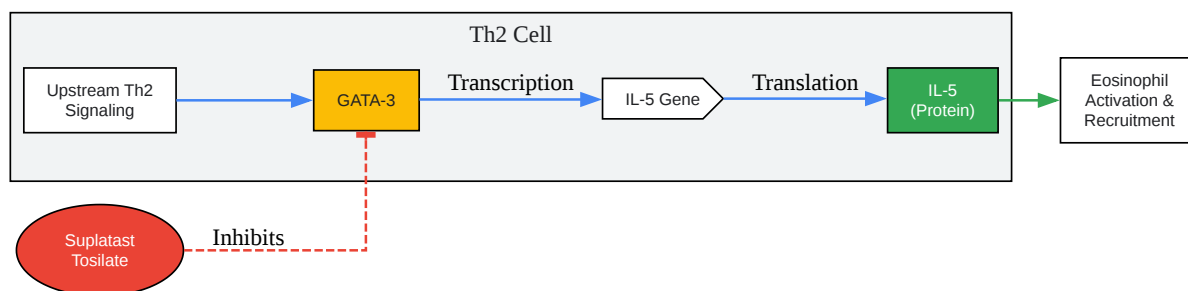 Th2 Cell
Upstream Th2
Signaling
GATA-3
Transcription
IL-5 Gene
Translation
IL-5
(Protein)
Eosinophil
Activation &
Recruitment
Suplatast
Tosilate
Inhibits